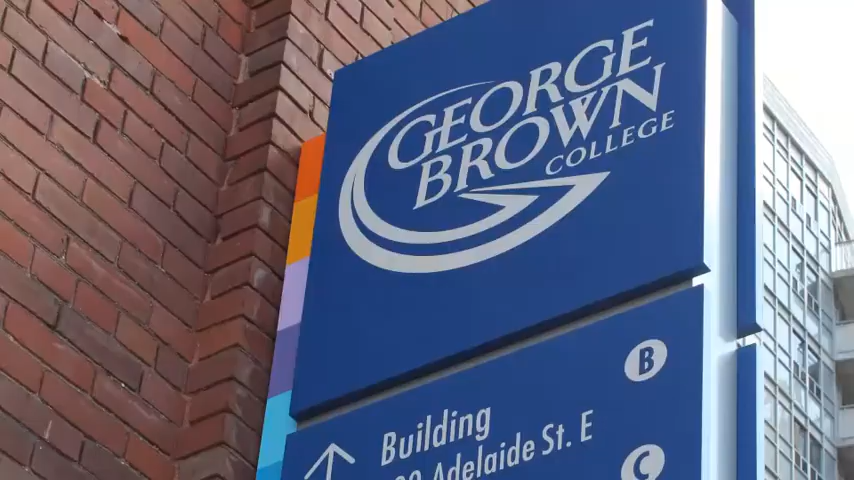 GEORGE
BROWN
COLLEGE
B
Building
Adelaide St. E
C